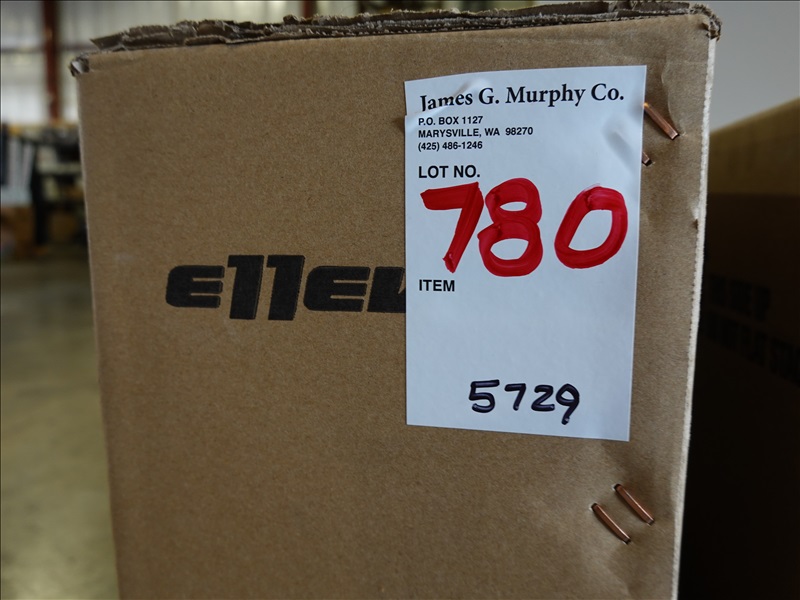 James G. Murphy Co.
P.O. BOX 1127
MARYSVILLE, WA 98270
(425) 486-1246
LOT NO.
780
ITEM
5729